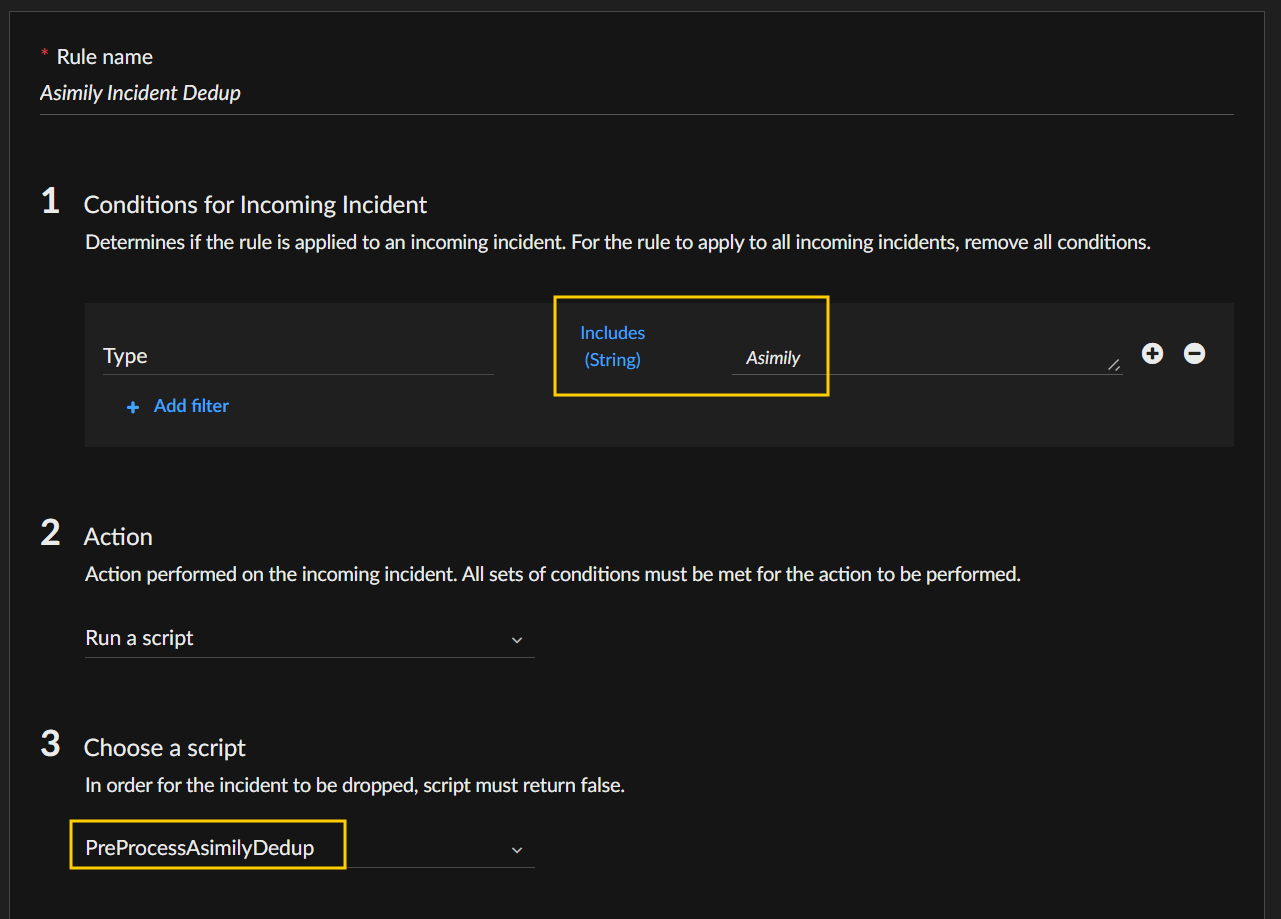 * Rule name
Asimily Incident Dedup
1 Conditions for Incoming Incident
Determines if the rule is applied to an incoming incident. For the rule to apply to all incoming incidents, remove all conditions.
Type Includes (String) Asimily
+ Add filter
2 Action
Action performed on the incoming incident. All sets of conditions must be met for the action to be performed.
Run a script
3 Choose a script
In order for the incident to be dropped, script must return false.
PreProcessAsimilyDedup